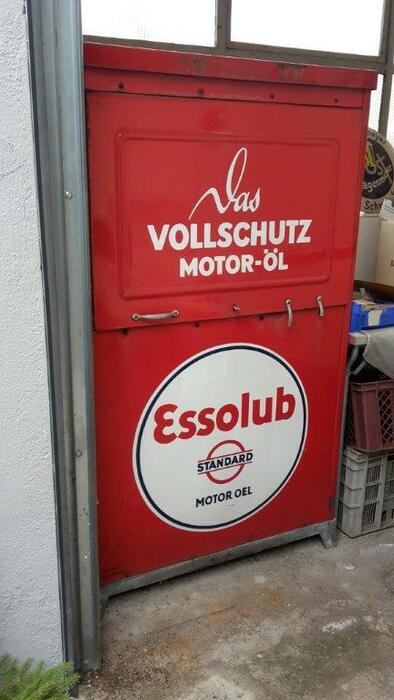 Das
VOLLSCHUTZ
MOTOR-ÖL
Essolub
STANDARD
MOTOR OEL